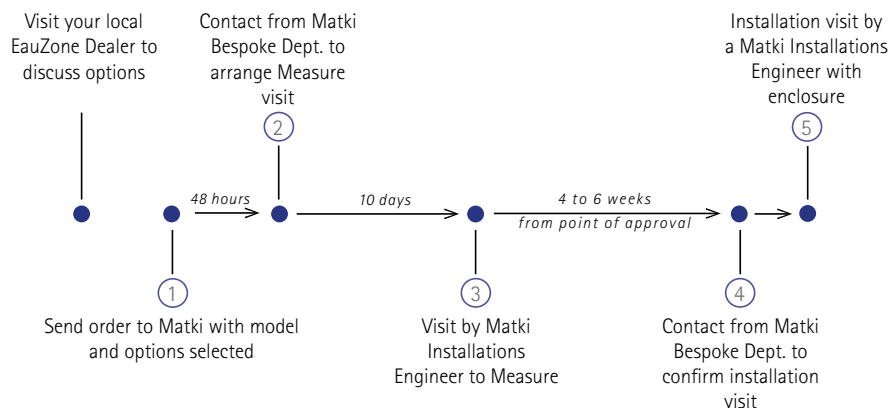 Visit your local
EauZone Dealer to
discuss options
Contact from Matki
Bespoke Dept. to
arrange Measure
visit
2
Installation visit by
a Matki Installations
Engineer with
enclosure
5
48 hours
10 days
4 to 6 weeks
from point of approval
1
Send order to Matki with model
and options selected
3
Visit by Matki
Installations
Engineer to Measure
4
Contact from Matki
Bespoke Dept. to
confirm installation
visit